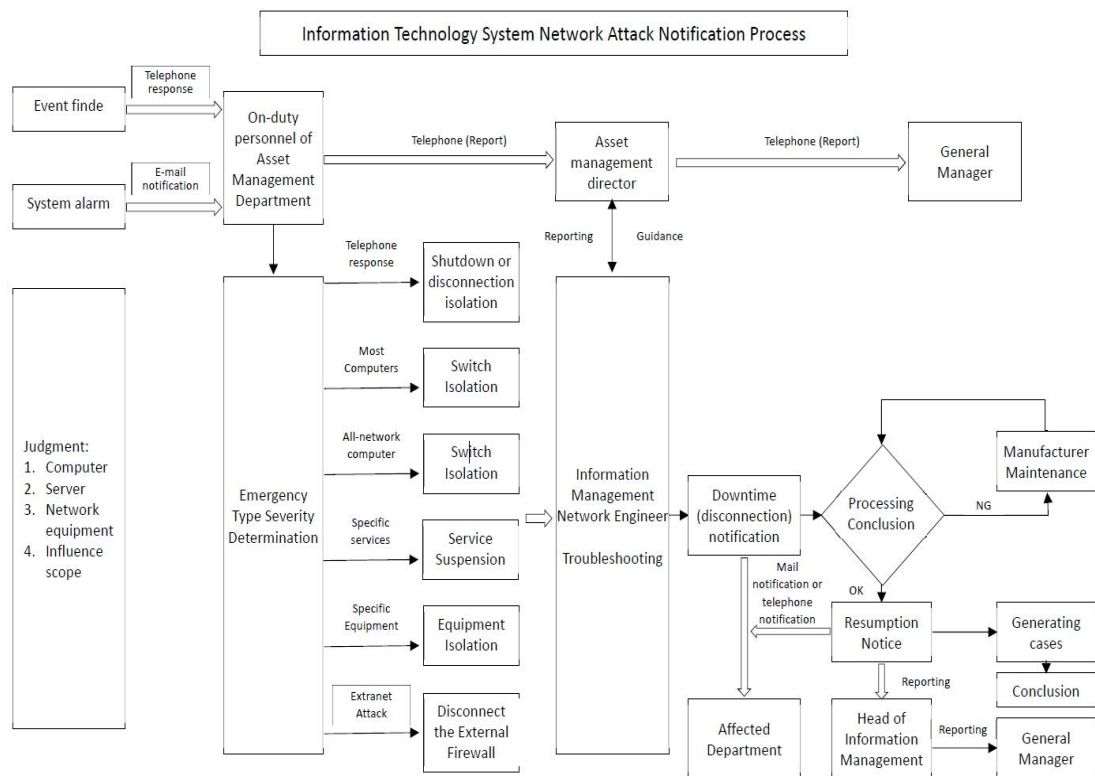 Information Technology System Network Attack Notification Process
Event finde
Telephone
response
On-duty
personnel of
Asset
Management
Department
System alarm
E-mail
notification
Telephone (Report)
Asset
management
director
Telephone (Report)
General
Manager
Reporting
Guidance
Judgment:
1. Computer
2. Server
3. Network
equipment
4. Influence
scope
Emergency
Type Severity
Determination
Telephone
response
Shutdown or
disconnection
isolation
Most
Computers
Switch
Isolation
All-network
computer
Switch
Isolation
Specific
services
Service
Suspension
Specific
Equipment
Equipment
Isolation
Extranet
Attack
Disconnect
the External
Firewall
Information
Management
Network Engineer
Troubleshooting
Downtime
(disconnection)
notification
Processing
Conclusion
Manufacturer
Maintenance
NG
OK
Mail
notification or
telephone
notification
Resumption
Notice
Generating
cases
Conclusion
Reporting
Affected
Department
Head of
Information
Management
Reporting
General
Manager